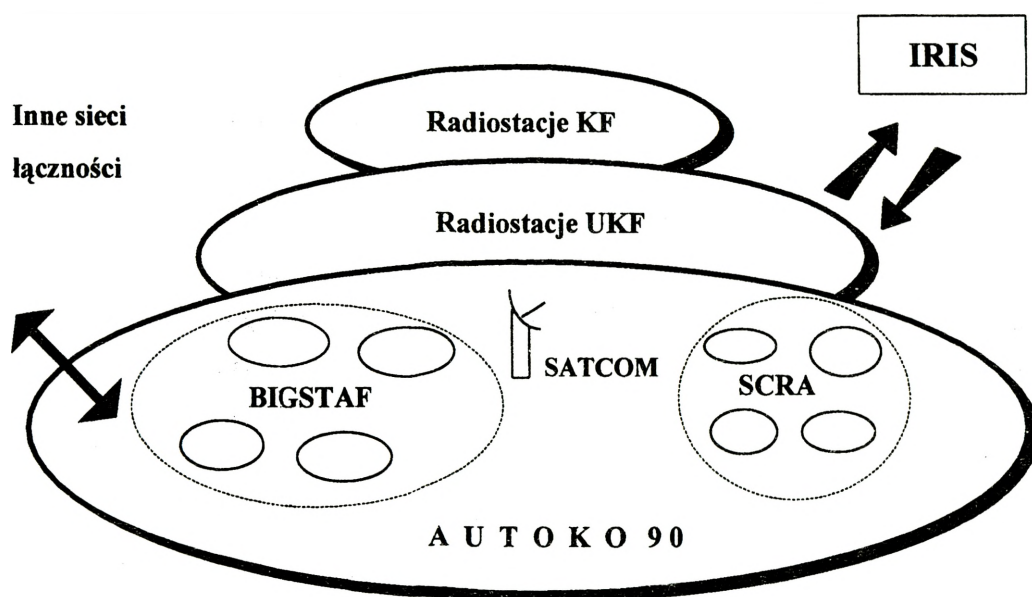 IRIS
Inne sieci
łączności
Radiostacje KF
Radiostacje UKF
SATCOM
BIGSTAF
SCRA
A U T O K O 90